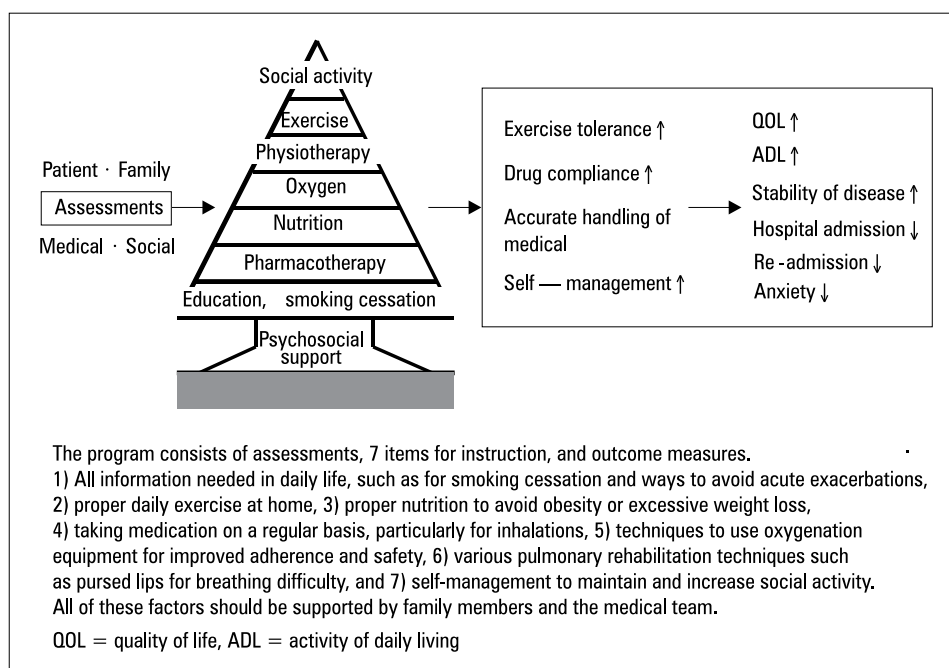 Social activity
Exercise
Physiotherapy
Oxygen
Nutrition
Pharmacotherapy
Education, smoking cessation
Psychosocial
support
Patient · Family
Assessments
Medical · Social
Exercise tolerance ↑
Drug compliance ↑
Accurate handling of
medical
Self — management ↑
QOL ↑
ADL ↑
Stability of disease ↑
Hospital admission ↓
Re -admission ↓
Anxiety ↓
The program consists of assessments, 7 items for instruction, and outcome measures.
1) All information needed in daily life, such as for smoking cessation and ways to avoid acute exacerbations,
2) proper daily exercise at home, 3) proper nutrition to avoid obesity or excessive weight loss,
4) taking medication on a regular basis, particularly for inhalations, 5) techniques to use oxygenation
equipment for improved adherence and safety, 6) various pulmonary rehabilitation techniques such
as pursed lips for breathing difficulty, and 7) self-management to maintain and increase social activity.
All of these factors should be supported by family members and the medical team.
QOL = quality of life, ADL = activity of daily living